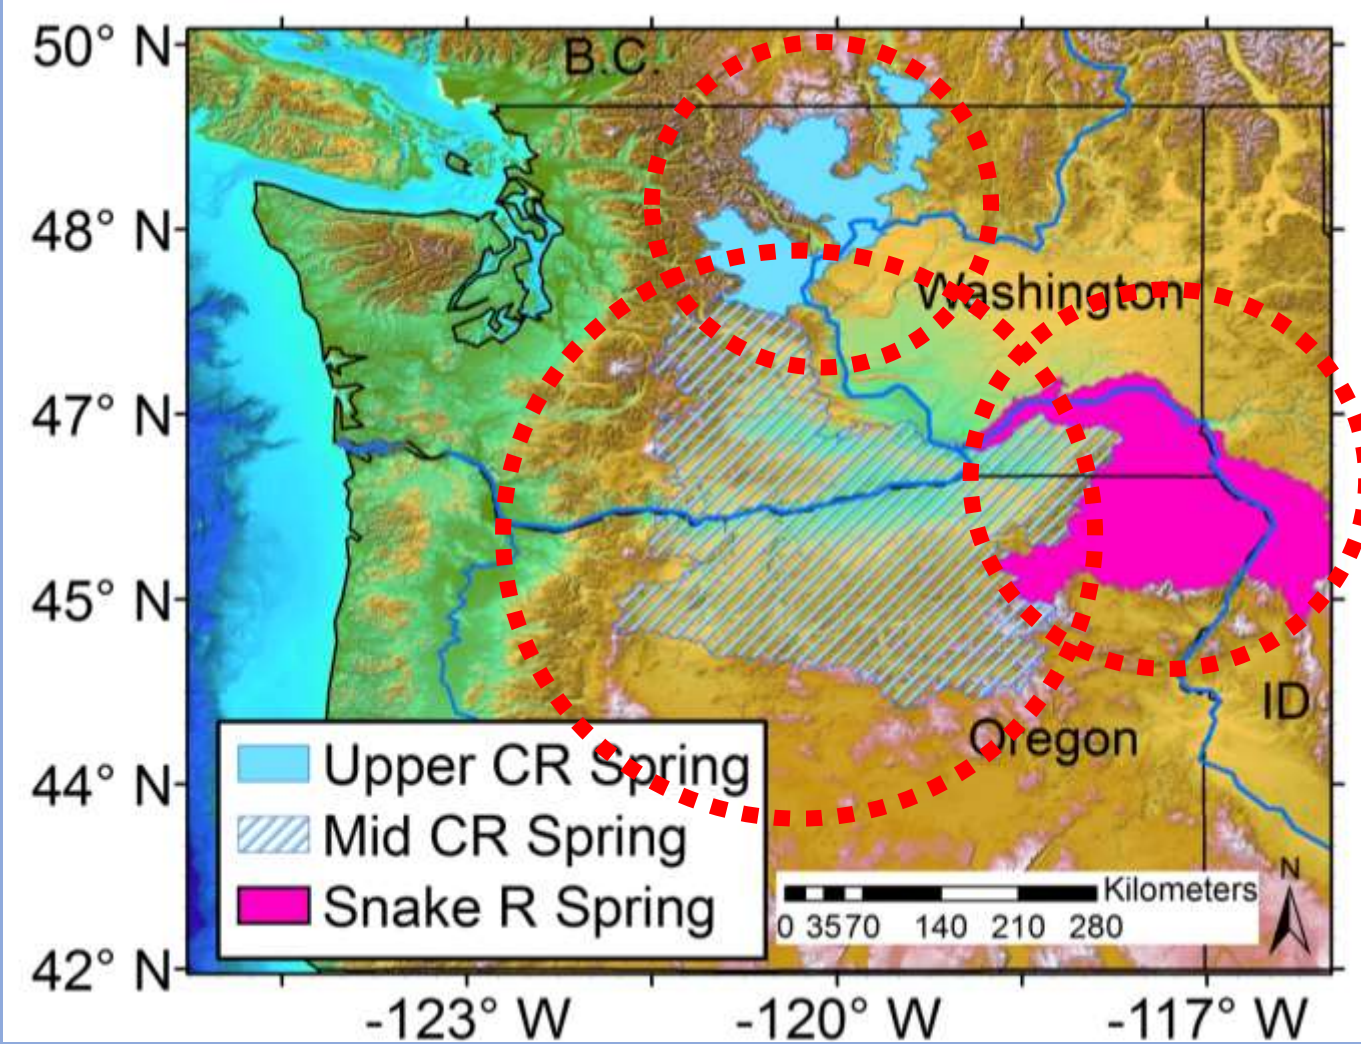 50° N
48° N
47° N
45° N
44° N
42° N
B.C.
Washington
Oregon
ID
Upper CR Spring
Mid CR Spring
Snake R Spring
N
Kilometers
0 35 70 140 210 280
-123° W -120° W -117° W